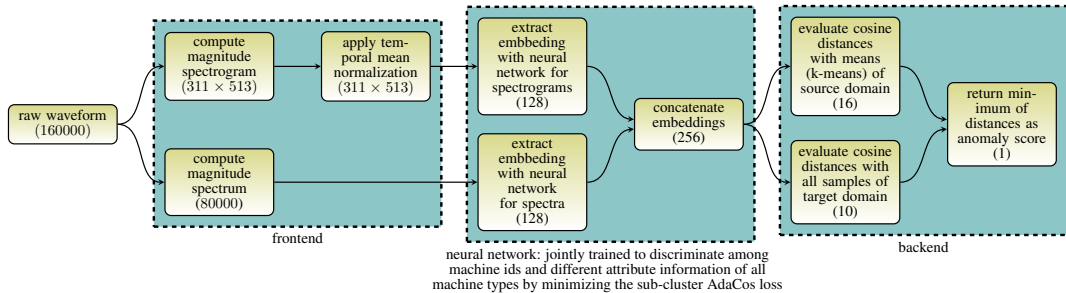 raw waveform
(160000)
compute
magnitude
spectrogram
(311 × 513)
apply tem-
poral mean
normalization
(311 × 513)
compute
magnitude
spectrum
(80000)
frontend
extract
embbeding
with neural
network for
spectrograms
(128)
extract
embbeding
with neural
network
for spectra
(128)
concatenate
embeddings
(256)
neural network: jointly trained to discriminate among
machine ids and different attribute information of all
machine types by minimizing the sub-cluster AdaCos loss
evaluate cosine
distances
with means
(k-means) of
source domain
(16)
evaluate cosine
distances with
all samples of
target domain
(10)
return min-
imum of
distances as
anomaly score
(1)
backend